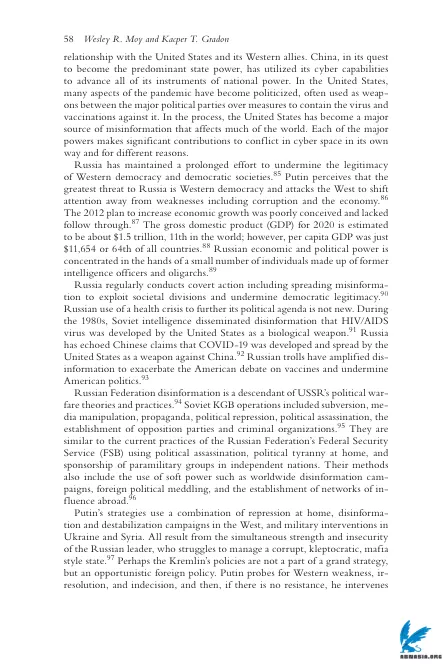 58 Wesley R. Moy and Kacper T. Gradon
relationship with the United States and its Western allies. China, in its quest
to become the predominant state power, has utilized its cyber capabilities
to advance all of its instruments of national power. In the United States,
many aspects of the pandemic have become politicized, often used as weap-
ons between the major political parties over measures to contain the virus and
vaccinations against it. In the process, the United States has become a major
source of misinformation that affects much of the world. Each of the major
powers makes significant contributions to conflict in cyber space in its own
way and for different reasons.
Russia has maintained a prolonged effort to undermine the legitimacy
of Western democracy and democratic societies.85 Putin perceives that the
greatest threat to Russia is Western democracy and attacks the West to shift
attention away from weaknesses including corruption and the economy.86
The 2012 plan to increase economic growth was poorly conceived and lacked
follow through.87 The gross domestic product (GDP) for 2020 is estimated
to be about $1.5 trillion, 11th in the world; however, per capita GDP was just
$11,654 or 64th of all countries.88 Russian economic and political power is
concentrated in the hands of a small number of individuals made up of former
intelligence officers and oligarchs.89
Russia regularly conducts covert action including spreading misinforma-
tion to exploit societal divisions and undermine democratic legitimacy.90
Russian use of a health crisis to further its political agenda is not new. During
the 1980s, Soviet intelligence disseminated disinformation that HIV/AIDS
virus was developed by the United States as a biological weapon.91 Russia
has echoed Chinese claims that COVID-19 was developed and spread by the
United States as a weapon against China.92 Russian trolls have amplified dis-
information to exacerbate the American debate on vaccines and undermine
American politics.93
Russian Federation disinformation is a descendant of USSR's political war-
fare theories and practices.94 Soviet KGB operations included subversion, me-
dia manipulation, propaganda, political repression, political assassination, the
establishment of opposition parties and criminal organizations.95 They are
similar to the current practices of the Russian Federation's Federal Security
Service (FSB) using political assassination, political tyranny at home, and
sponsorship of paramilitary groups in independent nations. Their methods
also include the use of soft power such as worldwide disinformation cam-
paigns, foreign political meddling, and the establishment of networks of in-
fluence abroad.96
Putin's strategies use a combination of repression at home, disinforma-
tion and destabilization campaigns in the West, and military interventions in
Ukraine and Syria. All result from the simultaneous strength and insecurity
of the Russian leader, who struggles to manage a corrupt, kleptocratic, mafia
style state.97 Perhaps the Kremlin's policies are not a part of a grand strategy,
but an opportunistic foreign policy. Putin probes for Western weakness, ir-
resolution, and indecision, and then, if there is no resistance, he intervenes